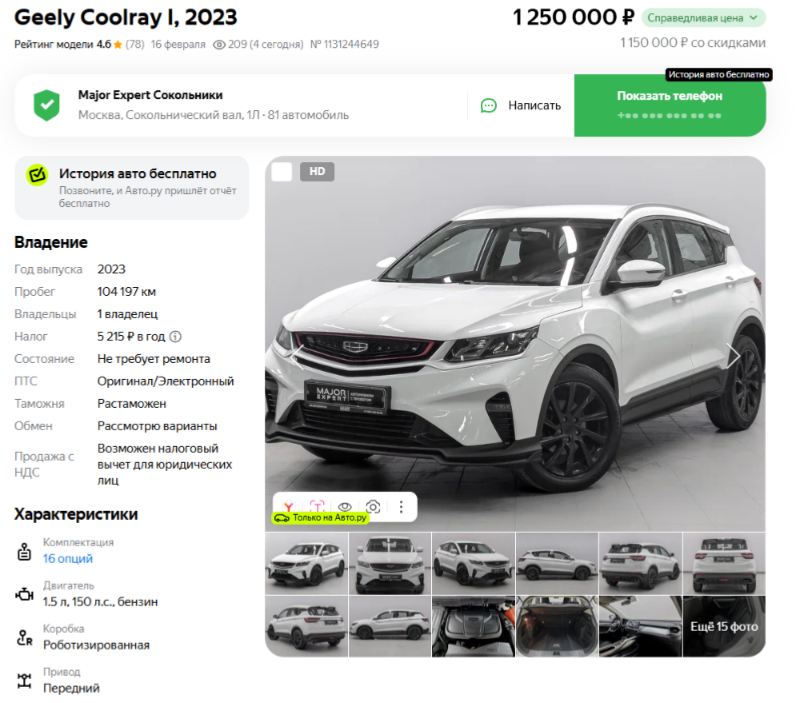 Geely Coolray I, 2023
1 250 000 ₽ Справедливая цена
Рейтинг модели 4.6 ★ (78) 16 февраля 209 (4 сегодня) № 1131244649
1 150 000 ₽ со скидками
История авто бесплатно
Major Expert Сокольники
Москва, Сокольнический вал, 1Л · 81 автомобиль
Написать
Показать телефон
+•• ••• ••• •• ••
История авто бесплатно
Позвоните, и Авто.ру пришлёт отчёт
бесплатно
HD
Владение
Год выпуска 2023
Пробег 104 197 км
Владельцы 1 владелец
Налог 5 215 ₽ в год
Состояние Не требует ремонта
ПТС Оригинал/Электронный
Таможня Растаможен
Обмен Рассмотрю варианты
Продажа с НДС
Возможен налоговый
вычет для юридических
лиц
MAJOR
EXPERT
Только на Авто.ру
Характеристики
Комплектация
16 опций
Двигатель
1.5 л, 150 л.с., бензин
Коробка
Роботизированная
Привод
Передний
Ещё 15 фото